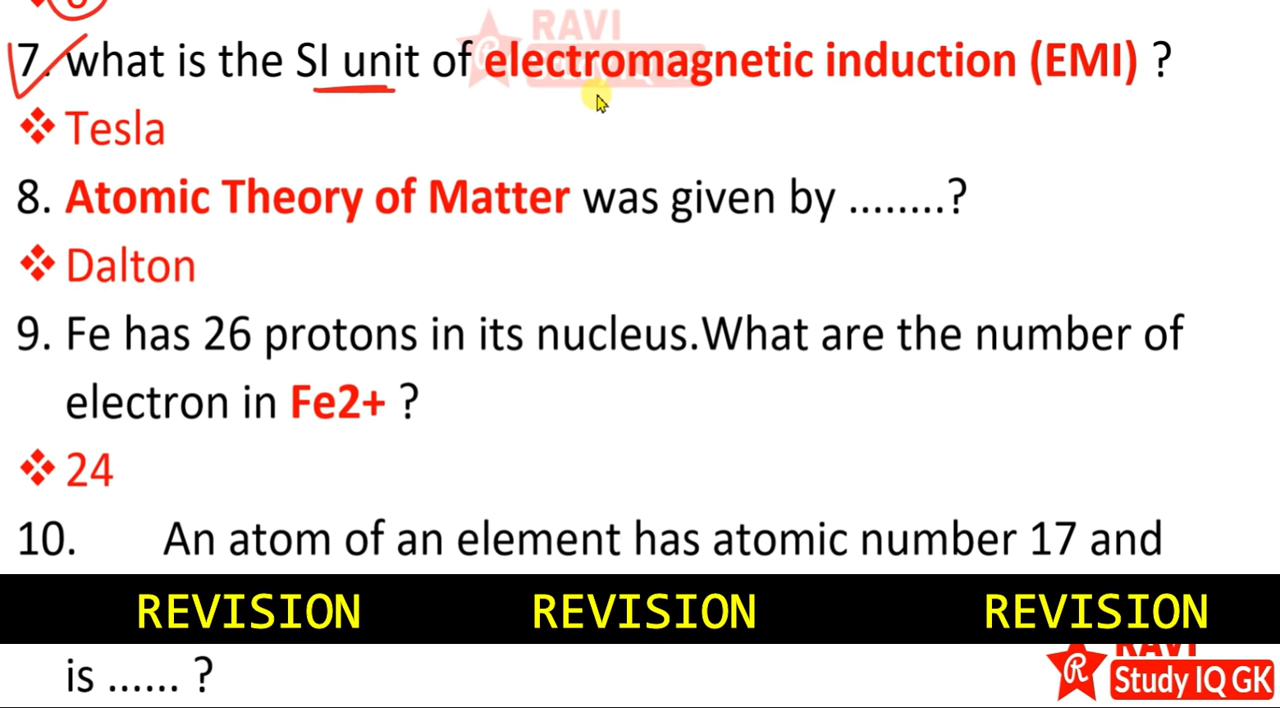 RAVI
7. what is the SI unit of electromagnetic induction (EMI) ?
❖ Tesla
8. Atomic Theory of Matter was given by ........?
❖ Dalton
9. Fe has 26 protons in its nucleus.What are the number of
electron in Fe2+ ?
❖ 24
10. An atom of an element has atomic number 17 and
REVISION REVISION REVISION
is ...... ?
RAVI
Study IQ GK